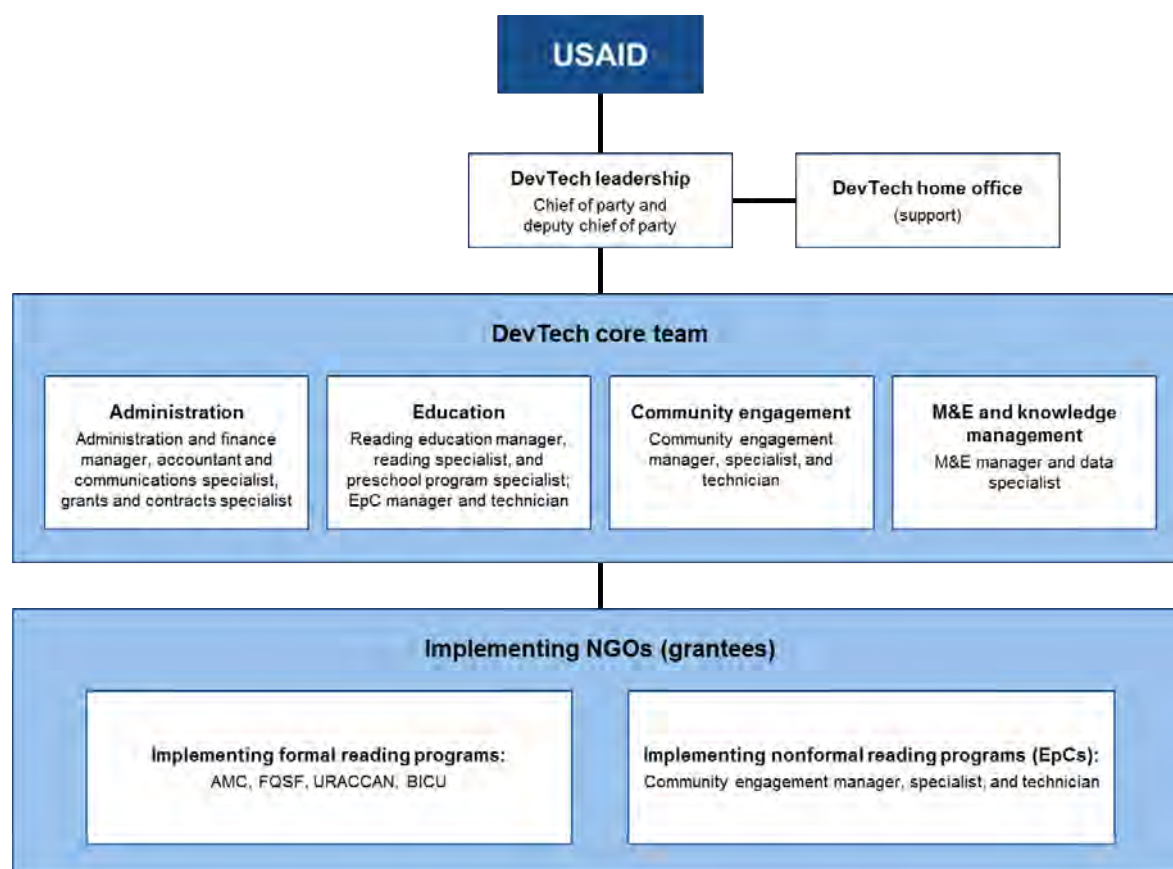 USAID
DevTech leadership
Chief of party and
deputy chief of party
DevTech home office
(support)
DevTech core team
Administration
Administration and finance
manager, accountant and
communications specialist,
grants and contracts specialist
Education
Reading education manager,
reading specialist, and
preschool program specialist;
EpC manager and technician
Community engagement
Community engagement
manager, specialist, and
technician
M&E and knowledge
management
M&E manager and data
specialist
Implementing NGOs (grantees)
Implementing formal reading programs:
AMC, FQSF, URACCAN, BICU
Implementing nonformal reading programs (EpCs):
Community engagement manager, specialist, and technician